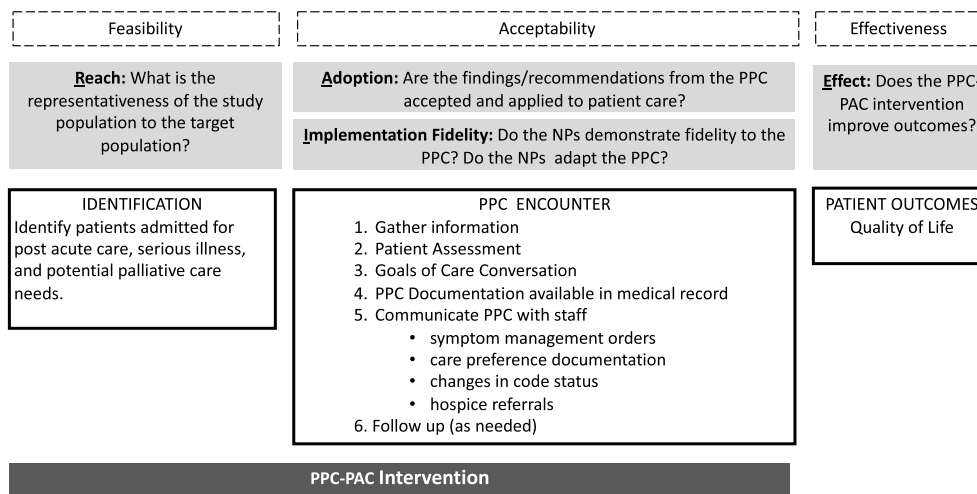 Feasibility
Acceptability
Effectiveness
Reach: What is the
representativeness of the study
population to the target
population?
Adoption: Are the findings/recommendations from the PPC
accepted and applied to patient care?
Implementation Fidelity: Do the NPs demonstrate fidelity to the
PPC? Do the NPs adapt the PPC?
Effect: Does the PPC-
PAC intervention
improve outcomes?
IDENTIFICATION
Identify patients admitted for
post acute care, serious illness,
and potential palliative care
needs.
PPC ENCOUNTER
1. Gather information
2. Patient Assessment
3. Goals of Care Conversation
4. PPC Documentation available in medical record
5. Communicate PPC with staff
• symptom management orders
• care preference documentation
• changes in code status
• hospice referrals
6. Follow up (as needed)
PATIENT OUTCOMES
Quality of Life
PPC-PAC Intervention